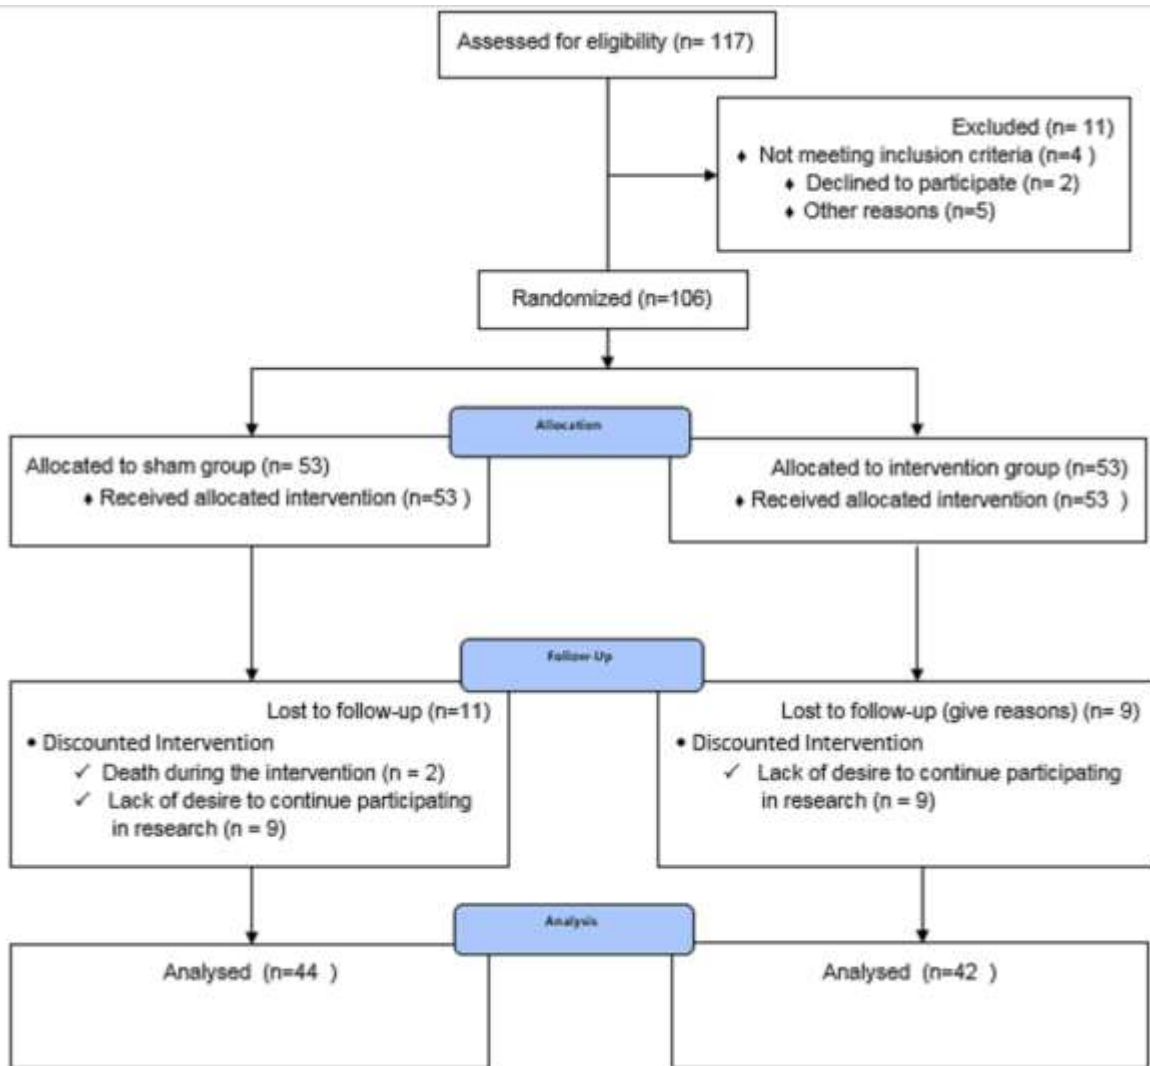 Assessed for eligibility (n= 117)
Excluded (n= 11)
♦ Not meeting inclusion criteria (n=4 )
♦ Declined to participate (n= 2)
♦ Other reasons (n=5)
Randomized (n=106)
Allocation
Allocated to sham group (n= 53)
♦ Received allocated intervention (n=53 )
Allocated to intervention group (n=53)
♦ Received allocated intervention (n=53 )
Follow-Up
Lost to follow-up (n=11)
• Discounted Intervention
✓ Death during the intervention (n = 2)
✓ Lack of desire to continue participating
in research (n = 9)
Lost to follow-up (give reasons) (n= 9)
• Discounted Intervention
✓ Lack of desire to continue participating
in research (n = 9)
Analysis
Analysed (n=44 )
Analysed (n=42 )